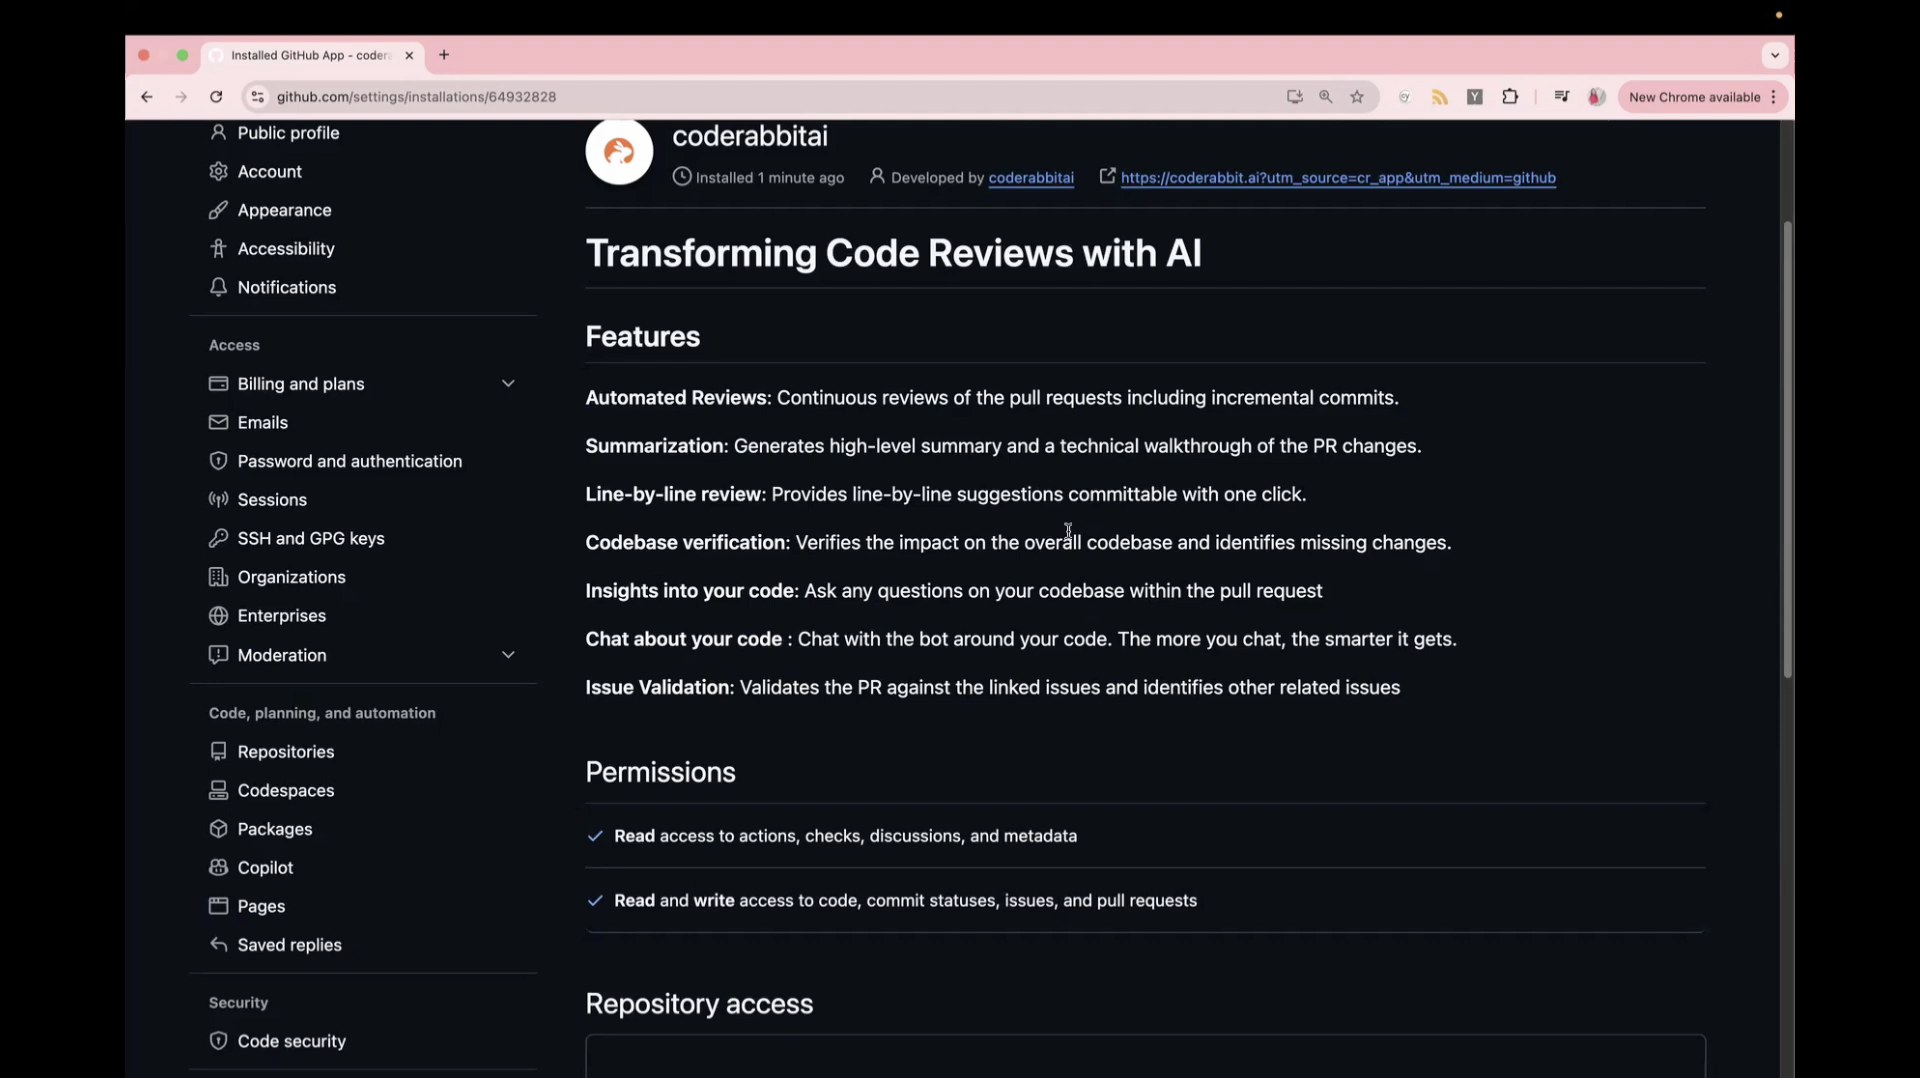 Installed GitHub App - coder
New Chrome available
github.com/settings/installations/64932828
Public profile
Account
Appearance
Accessibility
Notifications
Access
Billing and plans
Emails
Password and authentication
Sessions
SSH and GPG keys
Organizations
Enterprises
Moderation
Code, planning, and automation
Repositories
Codespaces
Packages
Copilot
Pages
Saved replies
Security
Code security
coderabbitai
Installed 1 minute ago
Developed by coderabbitai
https://coderabbit.ai?utm_source=cr_app&utm_medium=github
Transforming Code Reviews with AI
Features
Automated Reviews: Continuous reviews of the pull requests including incremental commits.
Summarization: Generates high-level summary and a technical walkthrough of the PR changes.
Line-by-line review: Provides line-by-line suggestions committable with one click.
Codebase verification: Verifies the impact on the overall codebase and identifies missing changes.
Insights into your code: Ask any questions on your codebase within the pull request
Chat about your code : Chat with the bot around your code. The more you chat, the smarter it gets.
Issue Validation: Validates the PR against the linked issues and identifies other related issues
Permissions
Read access to actions, checks, discussions, and metadata
Read and write access to code, commit statuses, issues, and pull requests
Repository access